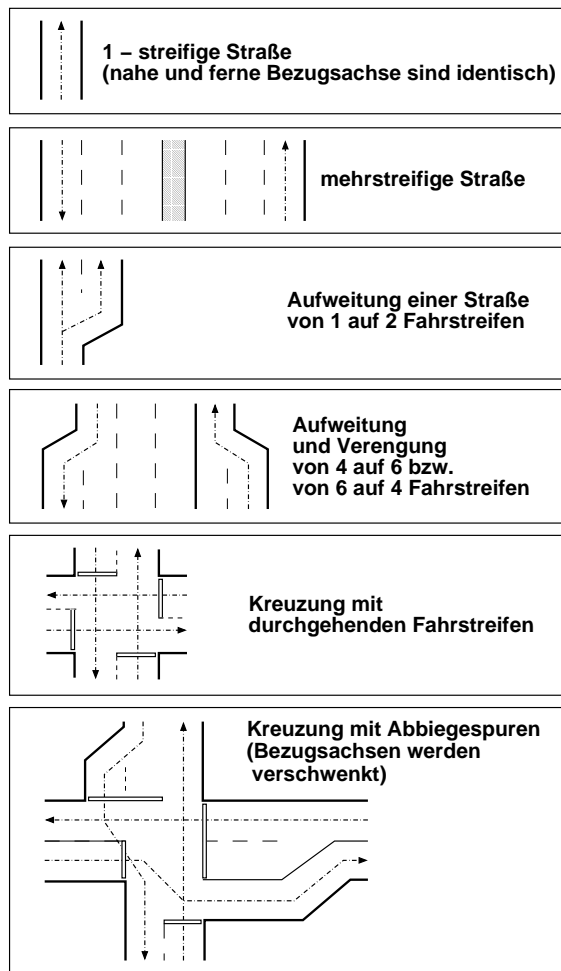 1 – streifige Straße
(nahe und ferne Bezugsachse sind identisch)
mehrstreifige Straße
Aufweitung einer Straße
von 1 auf 2 Fahrstreifen
Aufweitung
und Verengung
von 4 auf 6 bzw.
von 6 auf 4 Fahrstreifen
Kreuzung mit
durchgehenden Fahrstreifen
Kreuzung mit Abbiegespuren
(Bezugsachsen werden
verschwenkt)